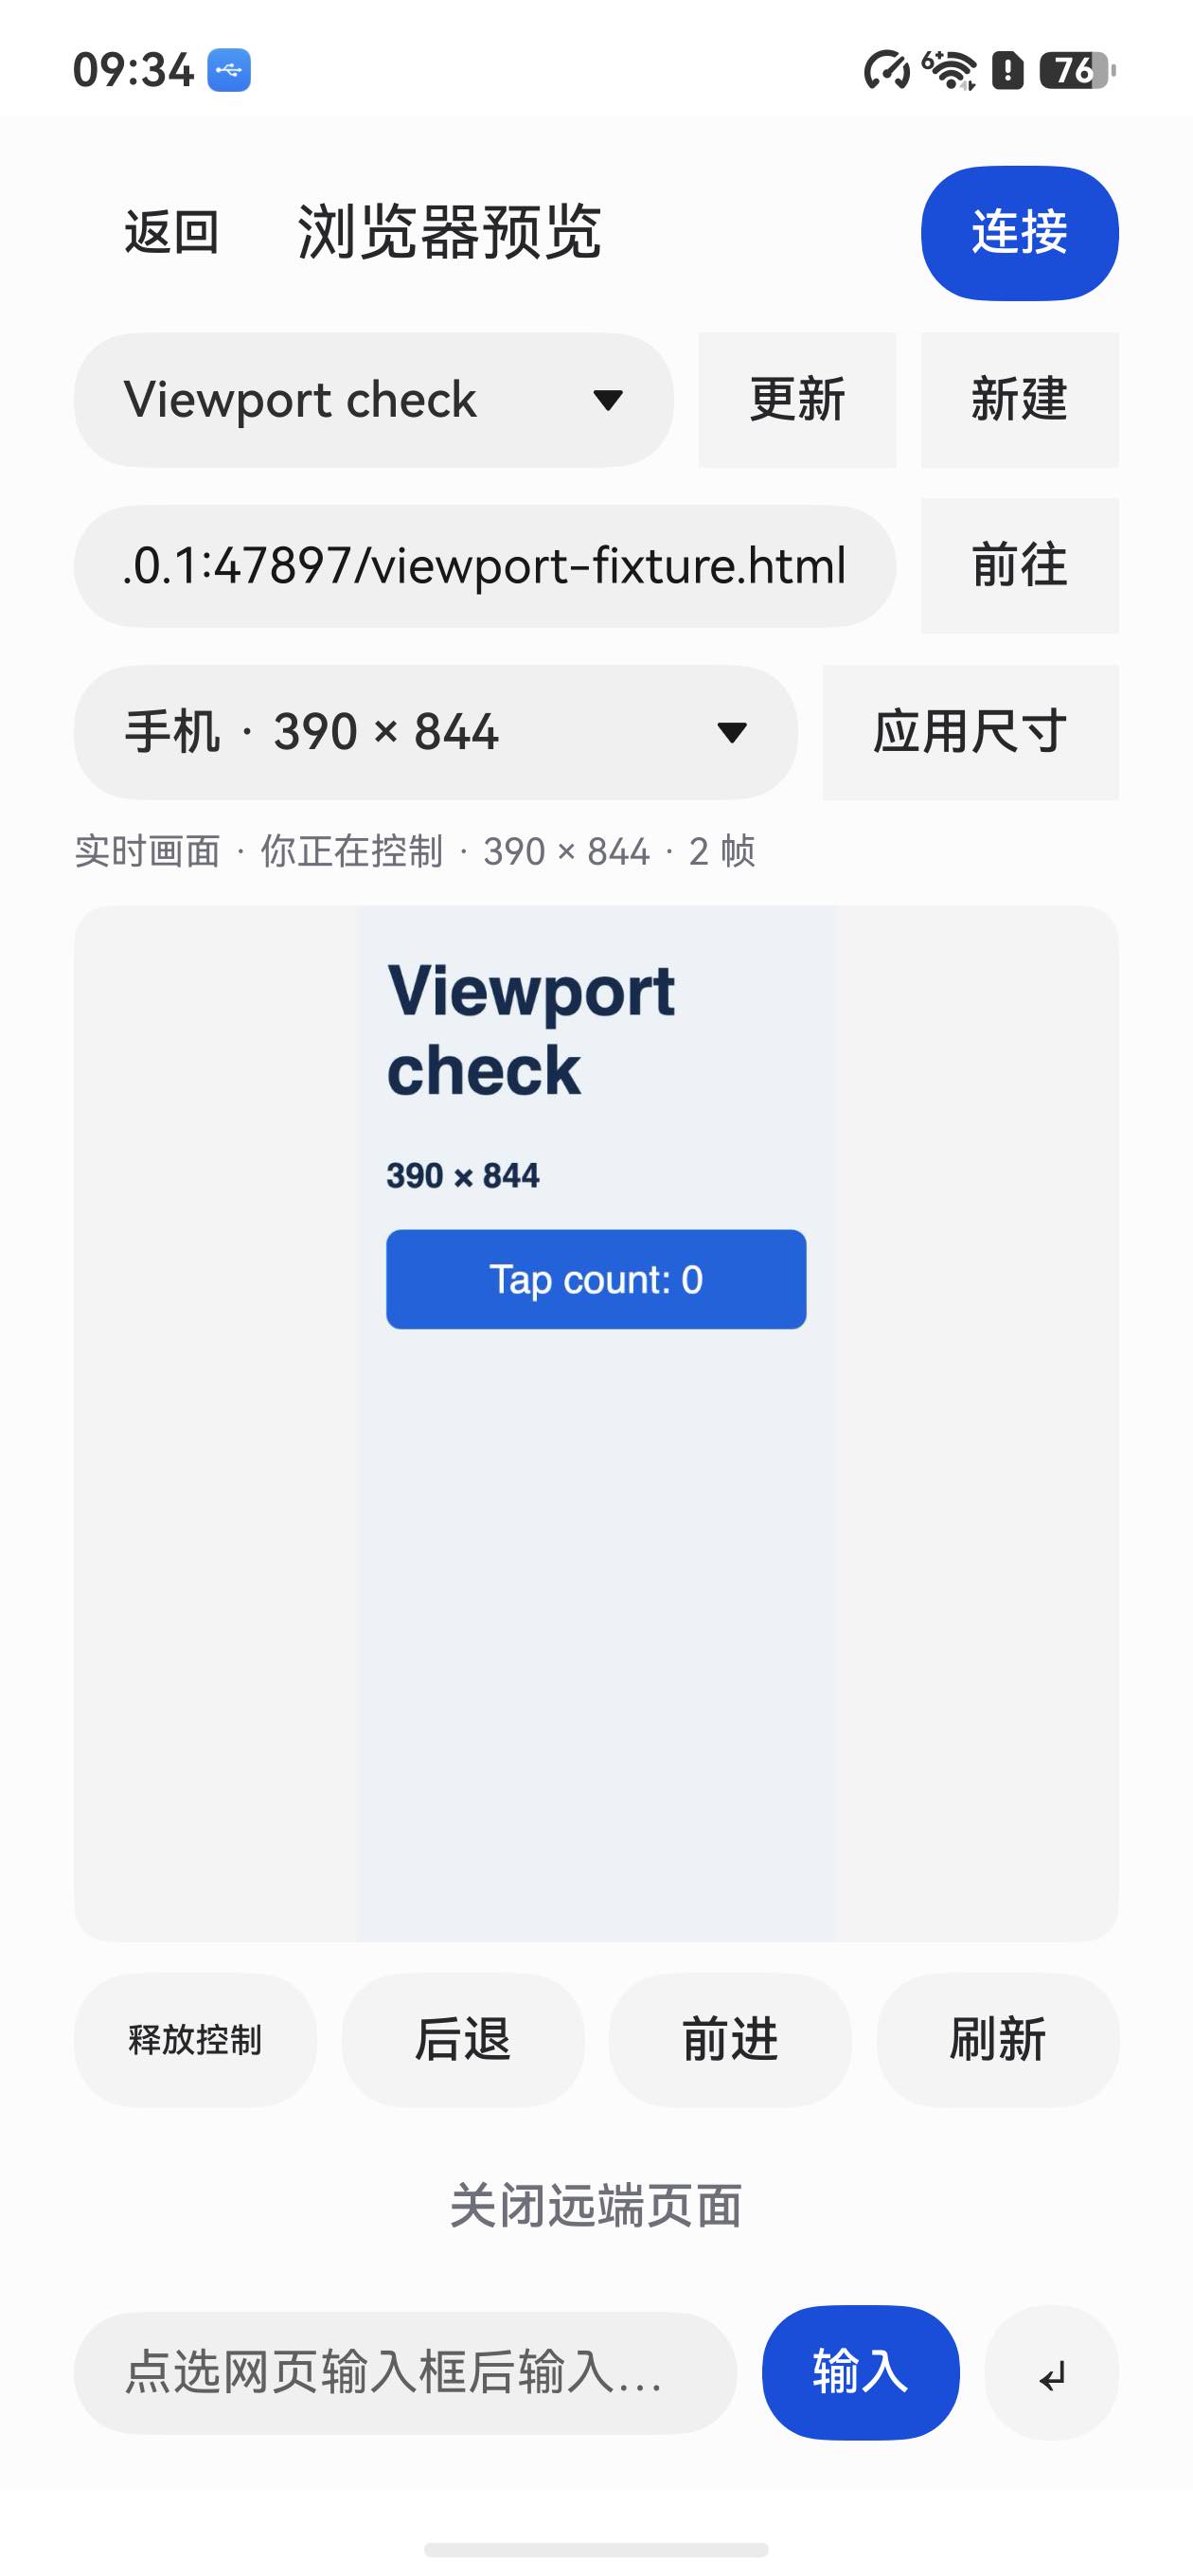 09:34
6+ 76
返回 浏览器预览 连接
Viewport check 更新 新建
.0.1:47897/viewport-fixture.html 前往
手机 · 390 × 844 应用尺寸
实时画面 · 你正在控制 · 390 × 844 · 2 帧
Viewport
check
390 × 844
Tap count: 0
释放控制 后退 前进 刷新
关闭远端页面
点选网页输入框后输入... 输入 ↲